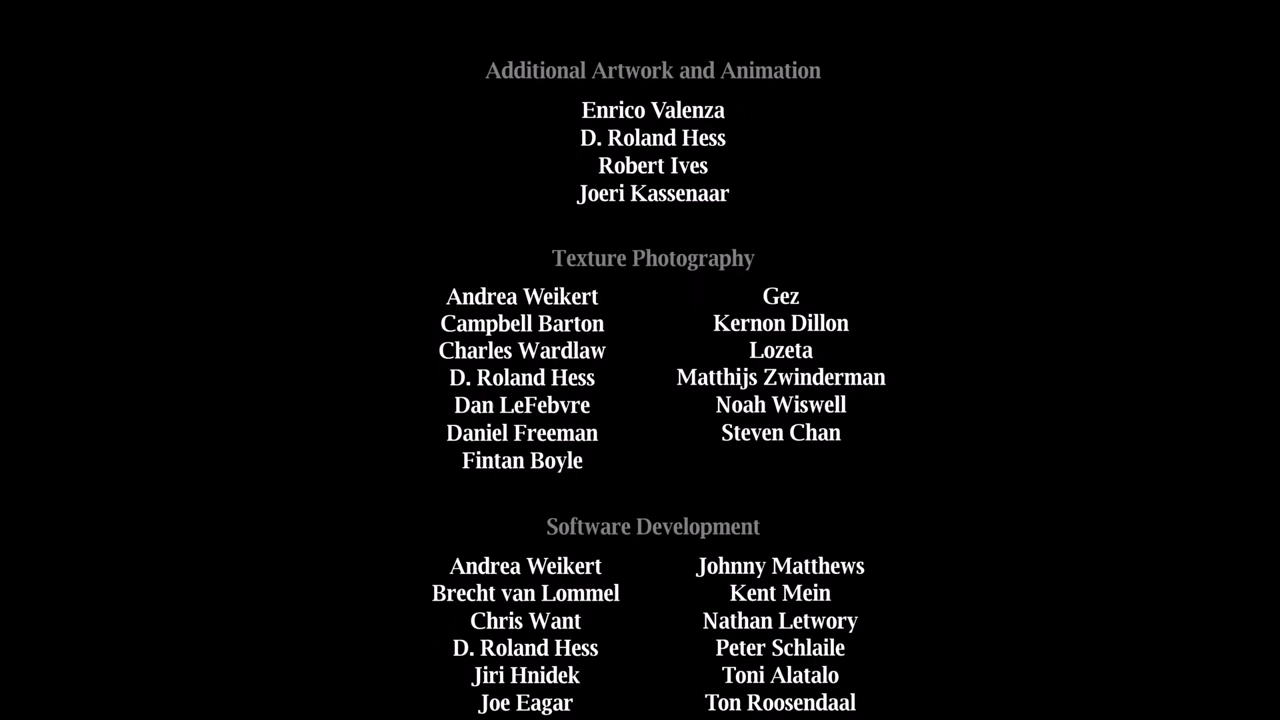 Additional Artwork and Animation
Enrico Valenza
D. Roland Hess
Robert Ives
Joeri Kassenaar
Texture Photography
Andrea Weikert
Campbell Barton
Charles Wardlaw
D. Roland Hess
Dan LeFebvre
Daniel Freeman
Fintan Boyle
Gez
Kernon Dillon
Lozeta
Matthijs Zwinderman
Noah Wiswell
Steven Chan
Software Development
Andrea Weikert
Brecht van Lommel
Chris Want
D. Roland Hess
Jiri Hnidek
Joe Eagar
Johnny Matthews
Kent Mein
Nathan Letwory
Peter Schlaile
Toni Alatalo
Ton Roosendaal